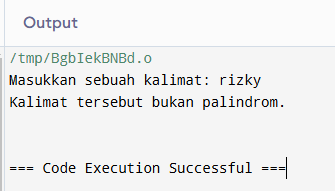 Output
/tmp/BgbIekBNBd.o
Masukkan sebuah kalimat: rizky
Kalimat tersebut bukan palindrom.
=== Code Execution Successful ===